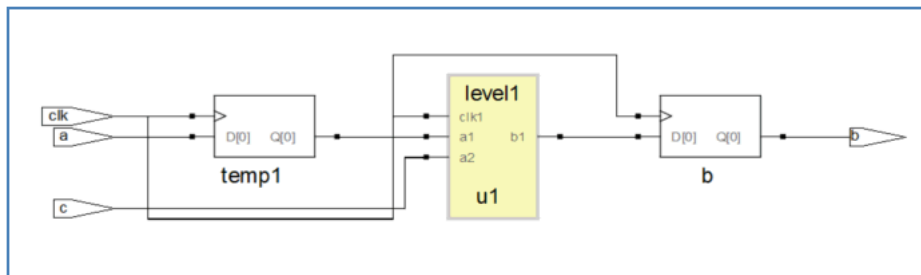 level1
clk
clk1
a
D[0] Q[0]
a1 b1
D[0] Q[0]
b
a2
temp1
b
u1
c